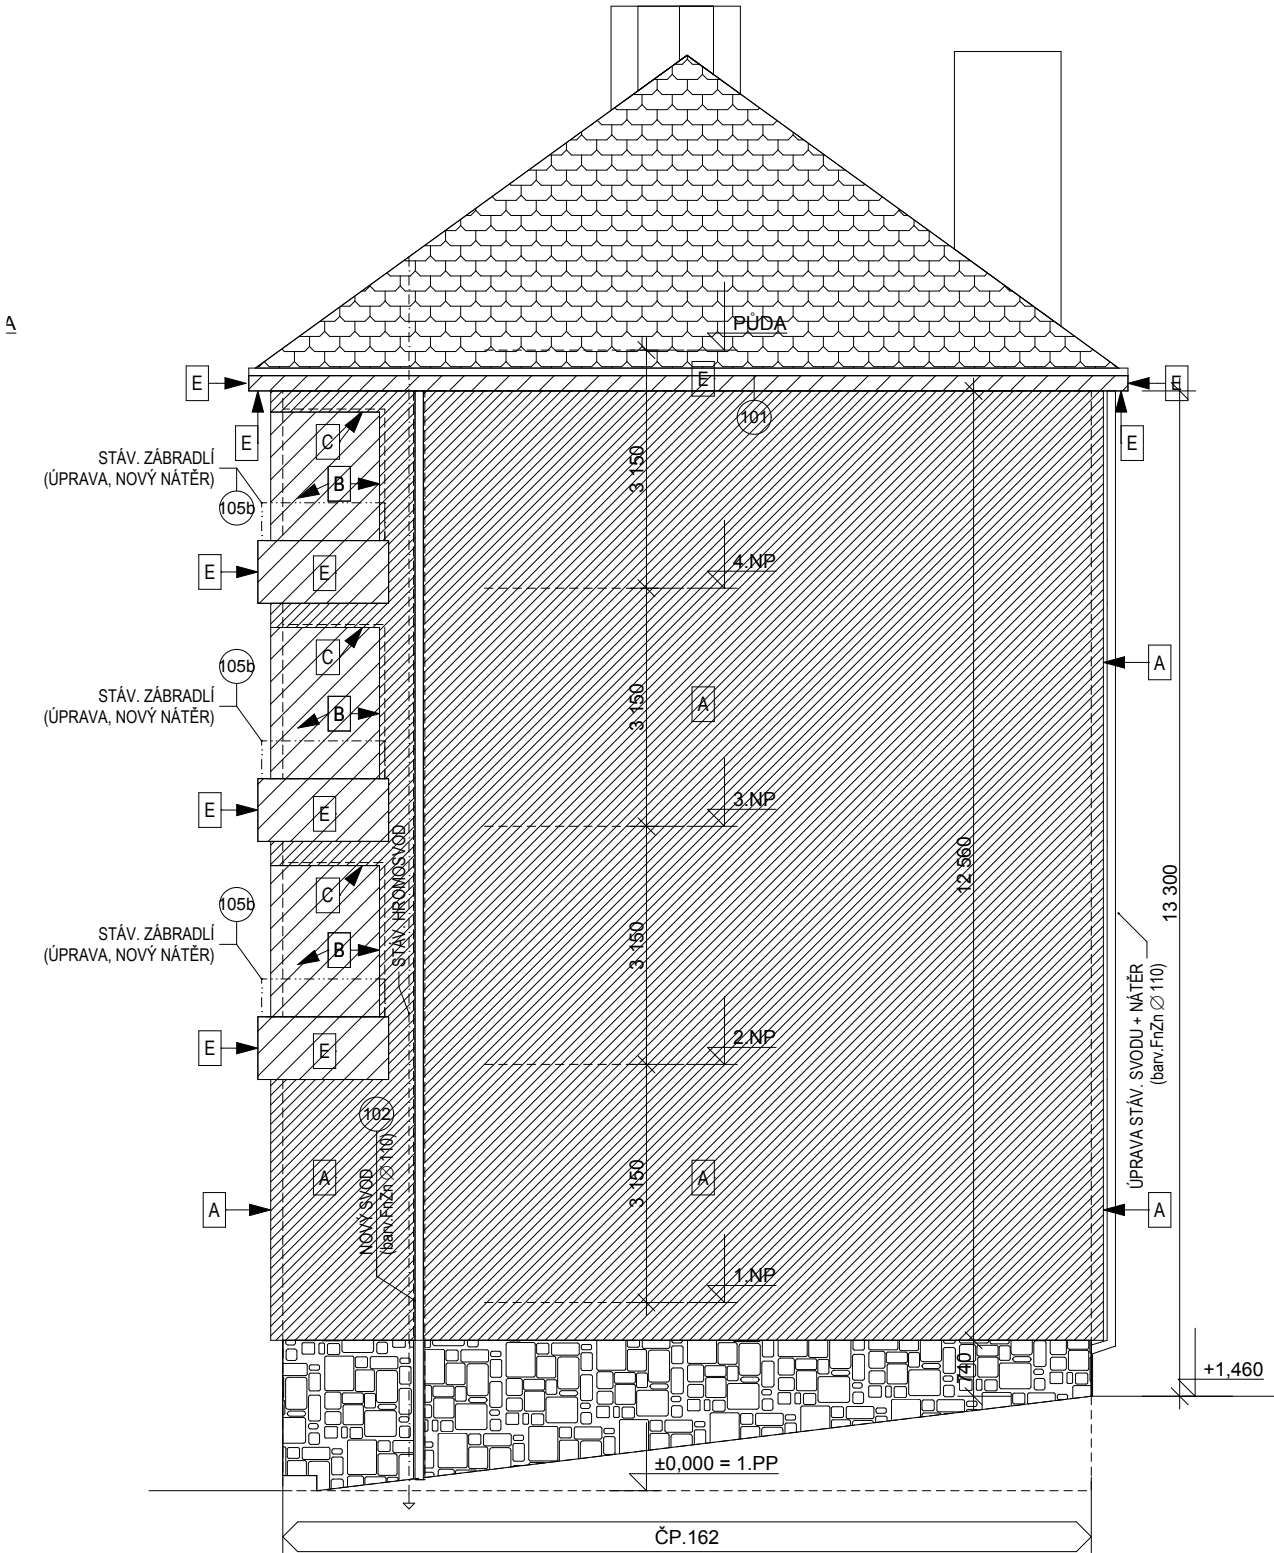 A
PŮDA
E
E
E
101
E
E
STÁV. ZÁBRADLÍ
(ÚPRAVA, NOVÝ NÁTĚR)
105b
C
B
3 150
4.NP
E
E
105b
STÁV. ZÁBRADLÍ
(ÚPRAVA, NOVÝ NÁTĚR)
C
B
3 150
A
A
3.NP
E
E
STÁV. HROMOSVOD
12 560
13 300
105b
STÁV. ZÁBRADLÍ
(ÚPRAVA, NOVÝ NÁTĚR)
C
B
3 150
2.NP
E
E
ÚPRAVA STÁV. SVODU + NÁTĚR
(barv.FnZn ∅ 110)
102
NOVÝ SVOD
(barv.FnZn ∅ 110)
A
A
3 150
A
A
1.NP
740
+1,460
±0,000 = 1.PP
ČP.162